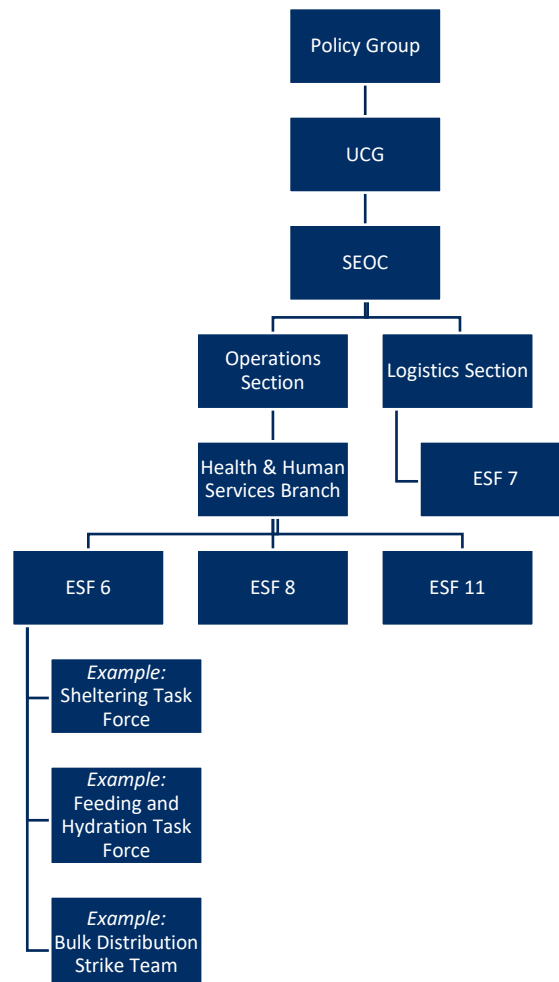 Policy Group
UCG
SEOC
Operations
Section
Logistics Section
Health & Human
Services Branch
ESF 7
ESF 6
ESF 8
ESF 11
Example:
Sheltering Task
Force
Example:
Feeding and
Hydration Task
Force
Example:
Bulk Distribution
Strike Team